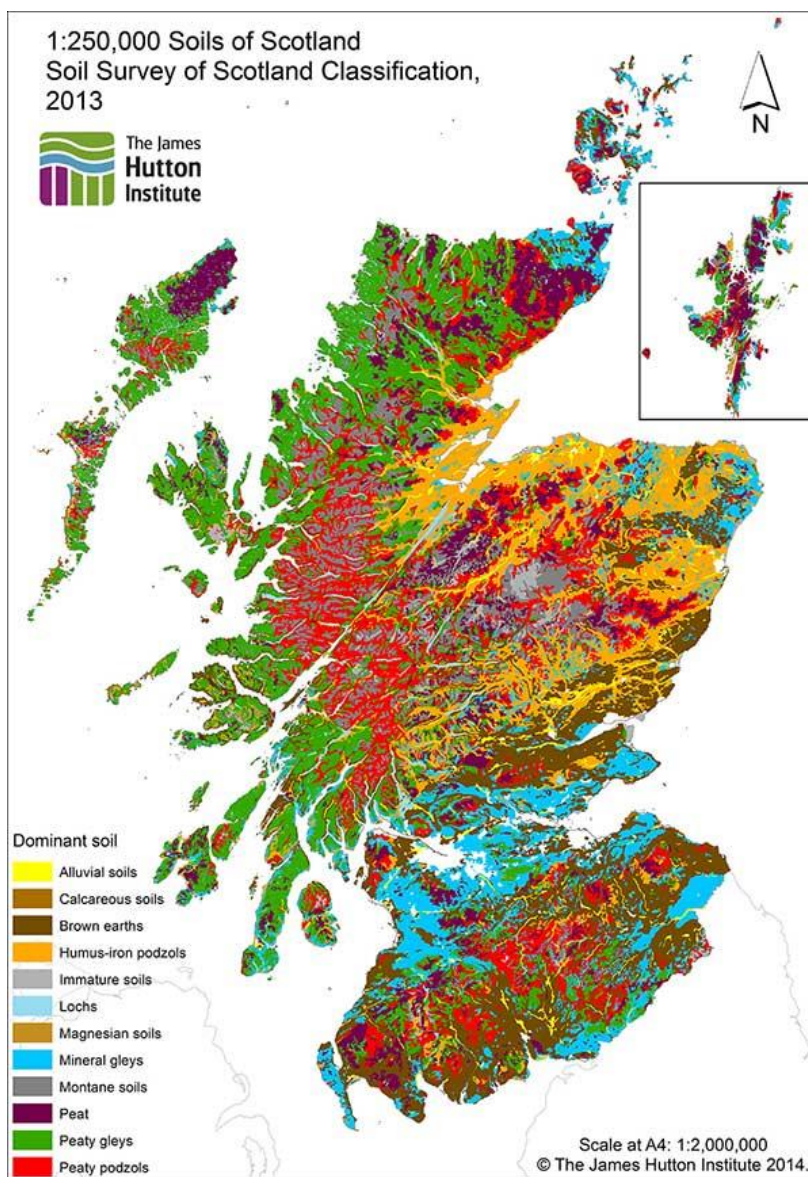 1:250,000 Soils of Scotland
Soil Survey of Scotland Classification,
2013
The James
Hutton
Institute
N
Dominant soil
Alluvial soils
Calcareous soils
Brown earths
Humus-iron podzols
Immature soils
Lochs
Magnesian soils
Mineral gleys
Montane soils
Peat
Peaty gleys
Peaty podzols
Scale at A4: 1:2,000,000
© The James Hutton Institute 2014.